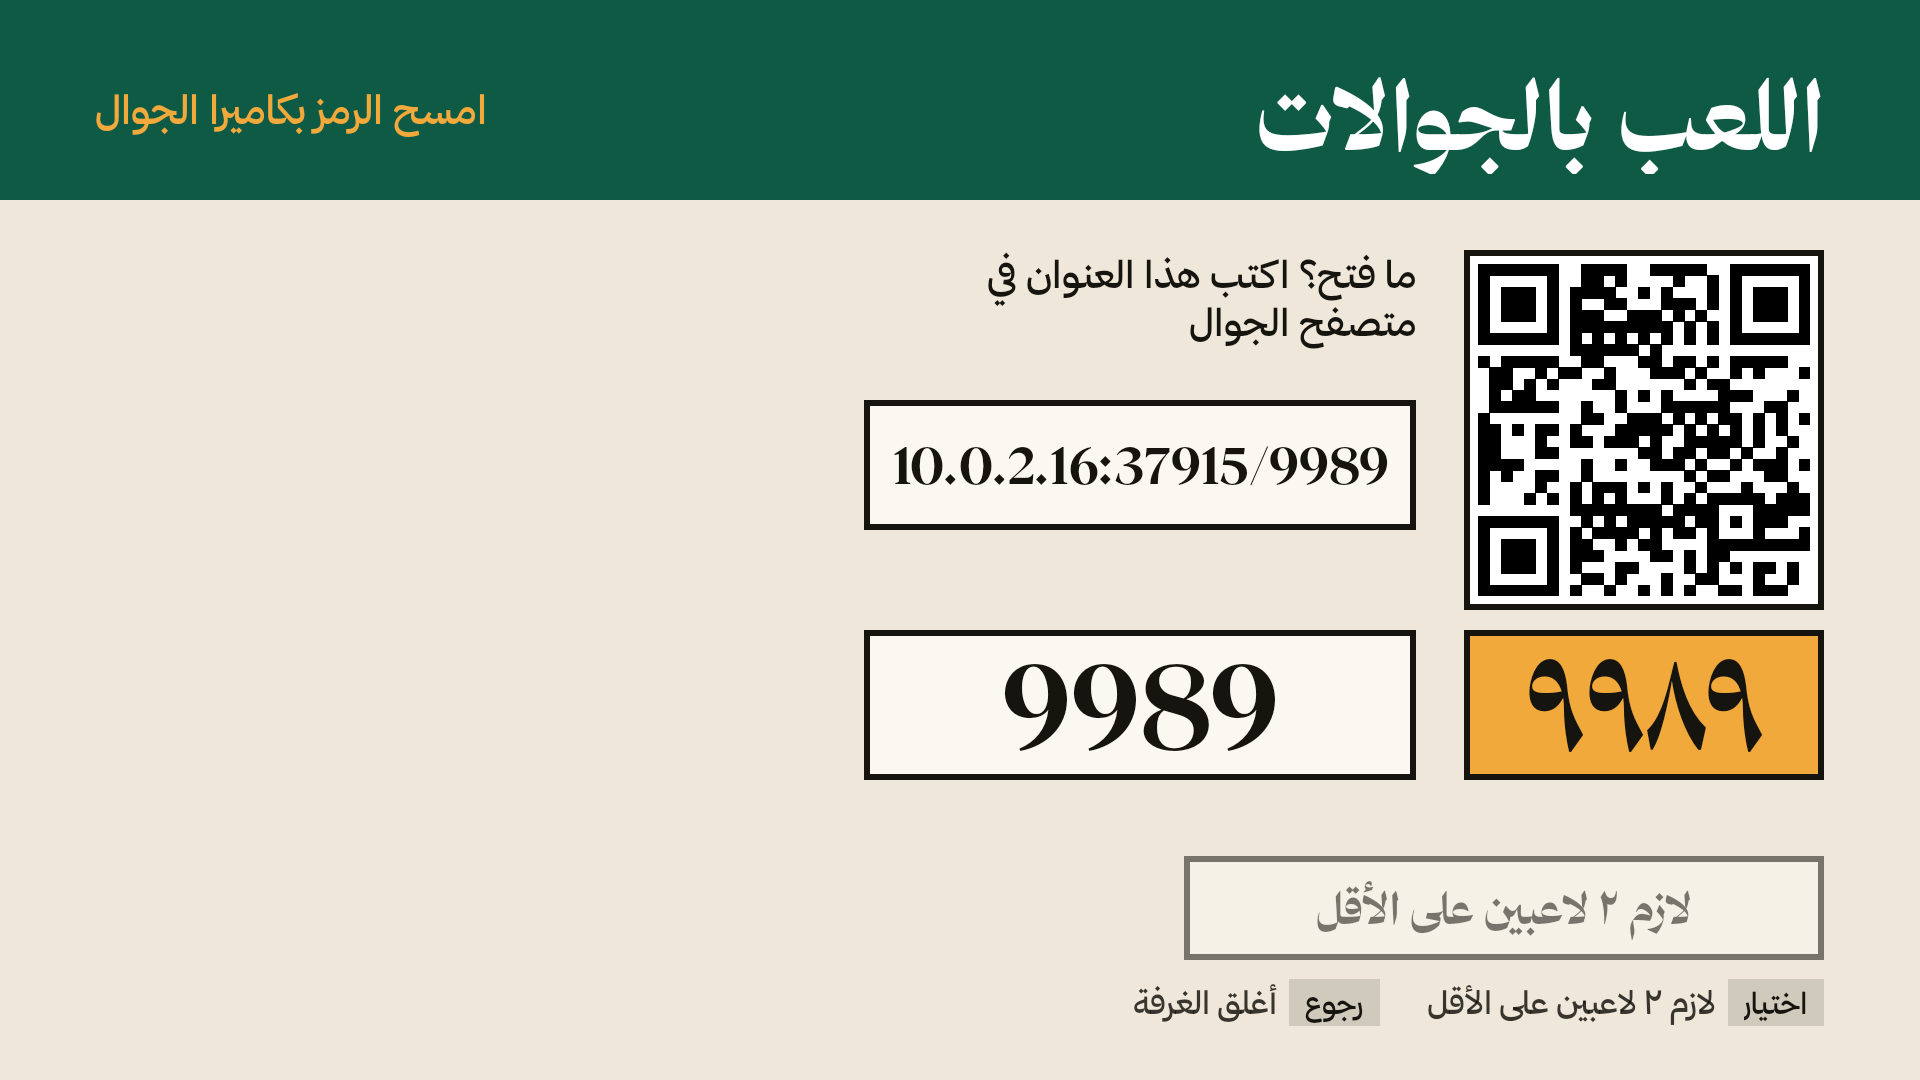 اللعب بالجوالات
امسح الرمز بكاميرا الجوال
ما فتح؟ اكتب هذا العنوان في
متصفح الجوال
10.0.2.16:37915/9989
٩٩٨٩
9989
لازم ٢ لاعبين على الأقل
اختيار لازم ٢ لاعبين على الأقل رجوع أغلق الغرفة